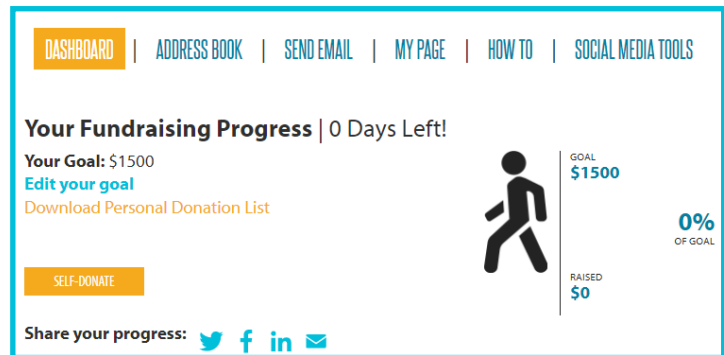 DASHBOARD | ADDRESS BOOK | SEND EMAIL | MY PAGE | HOW TO | SOCIAL MEDIA TOOLS
Your Fundraising Progress | 0 Days Left!
Your Goal: $1500
Edit your goal
Download Personal Donation List
GOAL
$1500
0%
OF GOAL
RAISED
$0
SELF-DONATE
Share your progress: